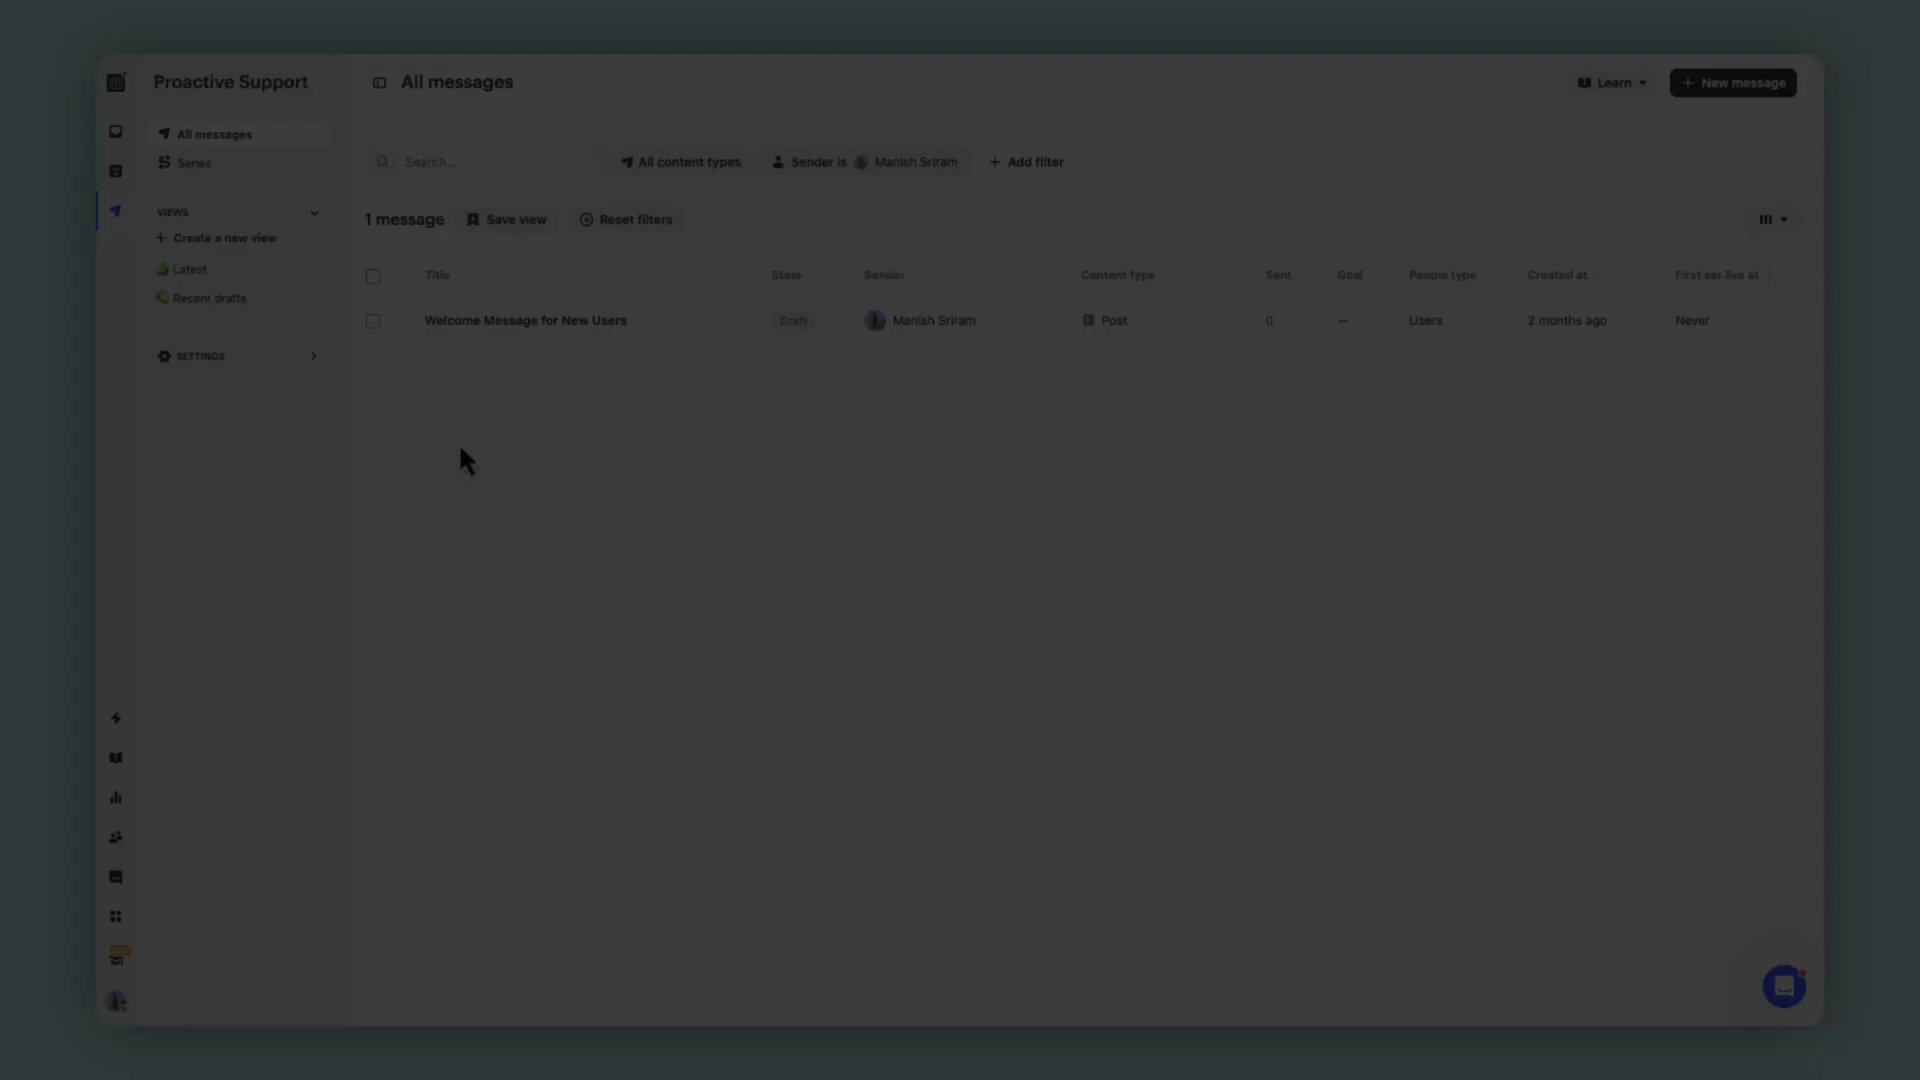 Proactive Support
All messages
Learn
New message
All messages
Series
Search...
All content types
Sender is Manish Sriram
Add filter
VIEWS
Create a new view
Latest
Recent drafts
SETTINGS
1 message
Save view
Reset filters
Title State Sender Content type Sent Goal People type Created at First set live at
Welcome Message for New Users Draft Manish Sriram Post 0 — Users 2 months ago Never